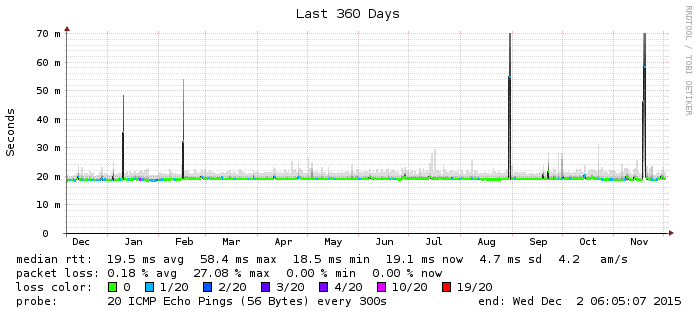 Last 360 Days
RRDTOOL / TOBI OETIKER
Seconds
70 m
60 m
50 m
40 m
30 m
20 m
10 m
0
Dec Jan Feb Mar Apr May Jun Jul Aug Sep Oct Nov
median rtt: 19.5 ms avg 58.4 ms max 18.5 ms min 19.1 ms now 4.7 ms sd 4.2 am/s
packet loss: 0.18 % avg 27.08 % max 0.00 % min 0.00 % now
loss color: 0 1/20 2/20 3/20 4/20 10/20 19/20
probe: 20 ICMP Echo Pings (56 Bytes) every 300s end: Wed Dec 2 06:05:07 2015